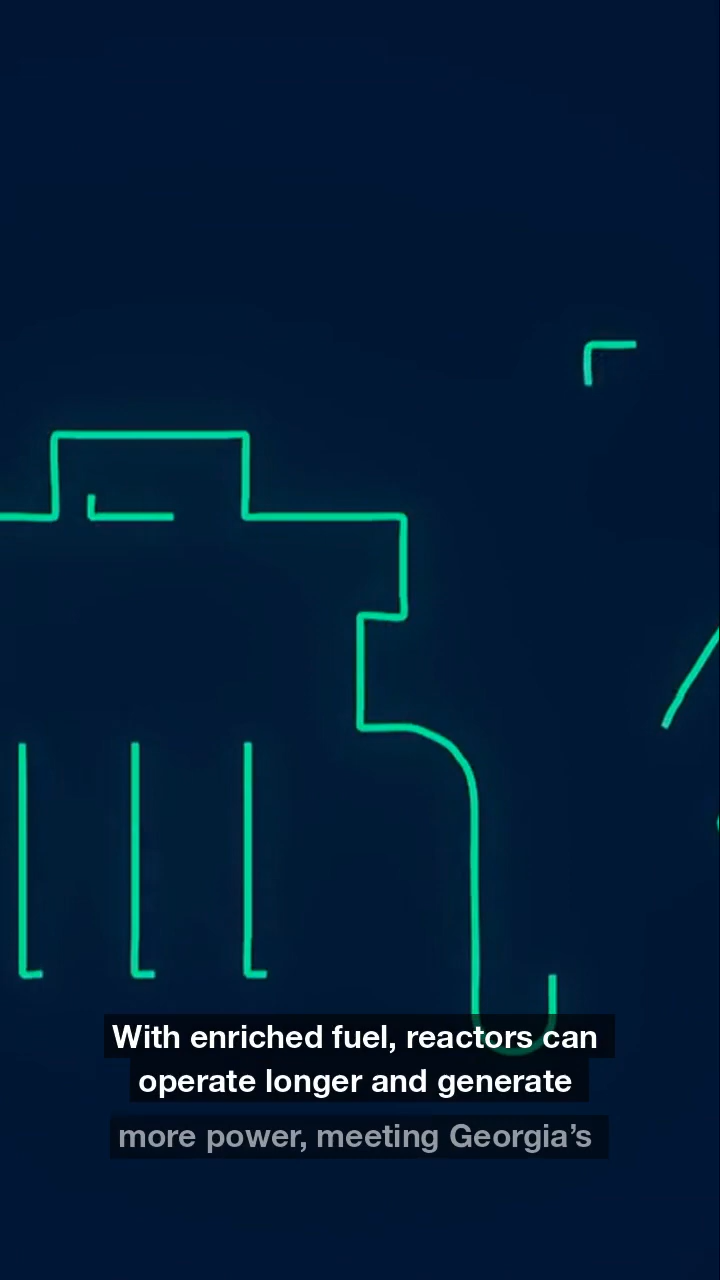 With enriched fuel, reactors can
operate longer and generate
more power, meeting Georgia’s